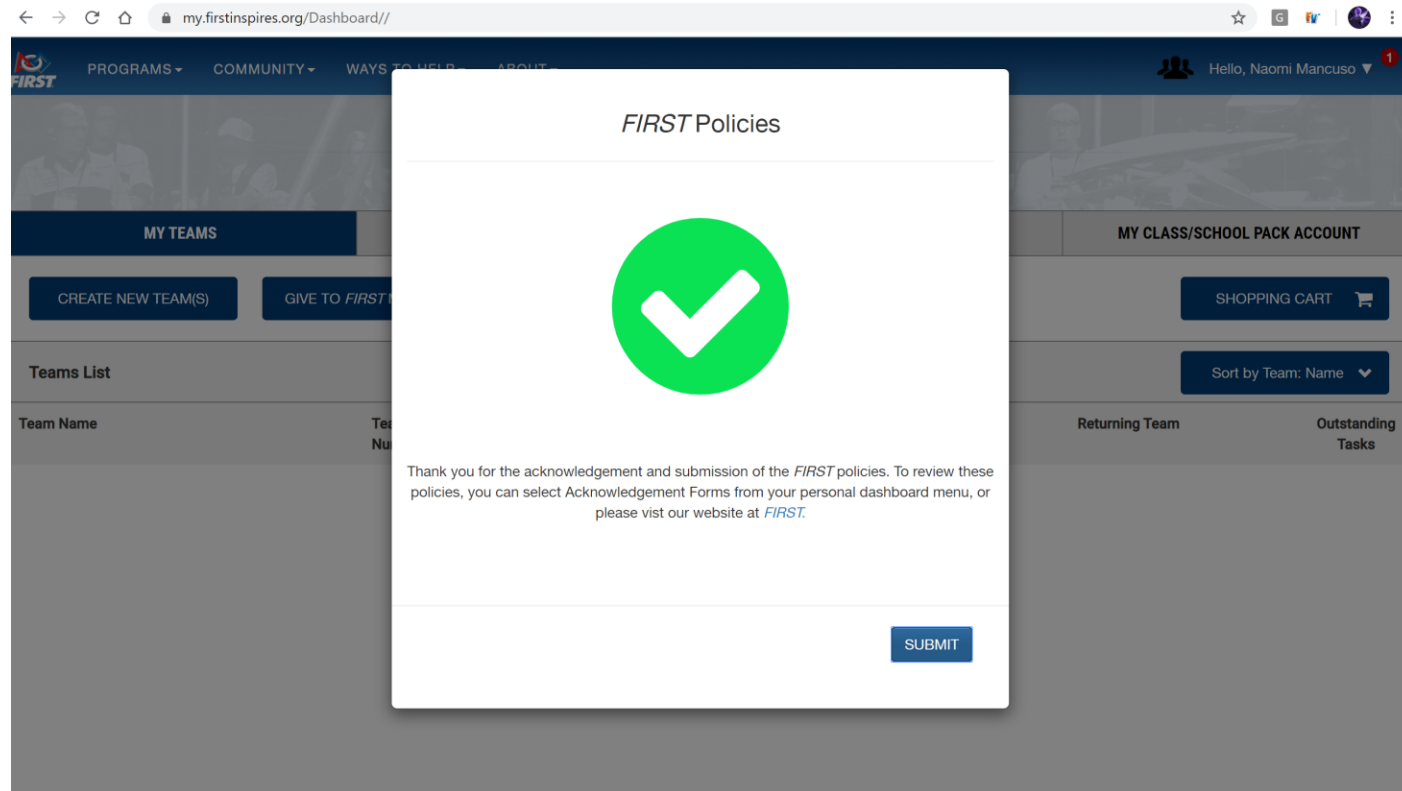 my.firstinspires.org/Dashboard//
G
FIRST
PROGRAMS
COMMUNITY
WAYS TO HELP
ABOUT
Hello, Naomi Mancuso ▼
1
FIRST Policies
MY TEAMS
MY CLASS/SCHOOL PACK ACCOUNT
CREATE NEW TEAM(S)
GIVE TO FIRST
SHOPPING CART
Teams List
Sort by Team: Name
Team Name
Returning Team
Outstanding
Tasks
Thank you for the acknowledgement and submission of the FIRST policies. To review these
policies, you can select Acknowledgement Forms from your personal dashboard menu, or
please vist our website at FIRST.
SUBMIT